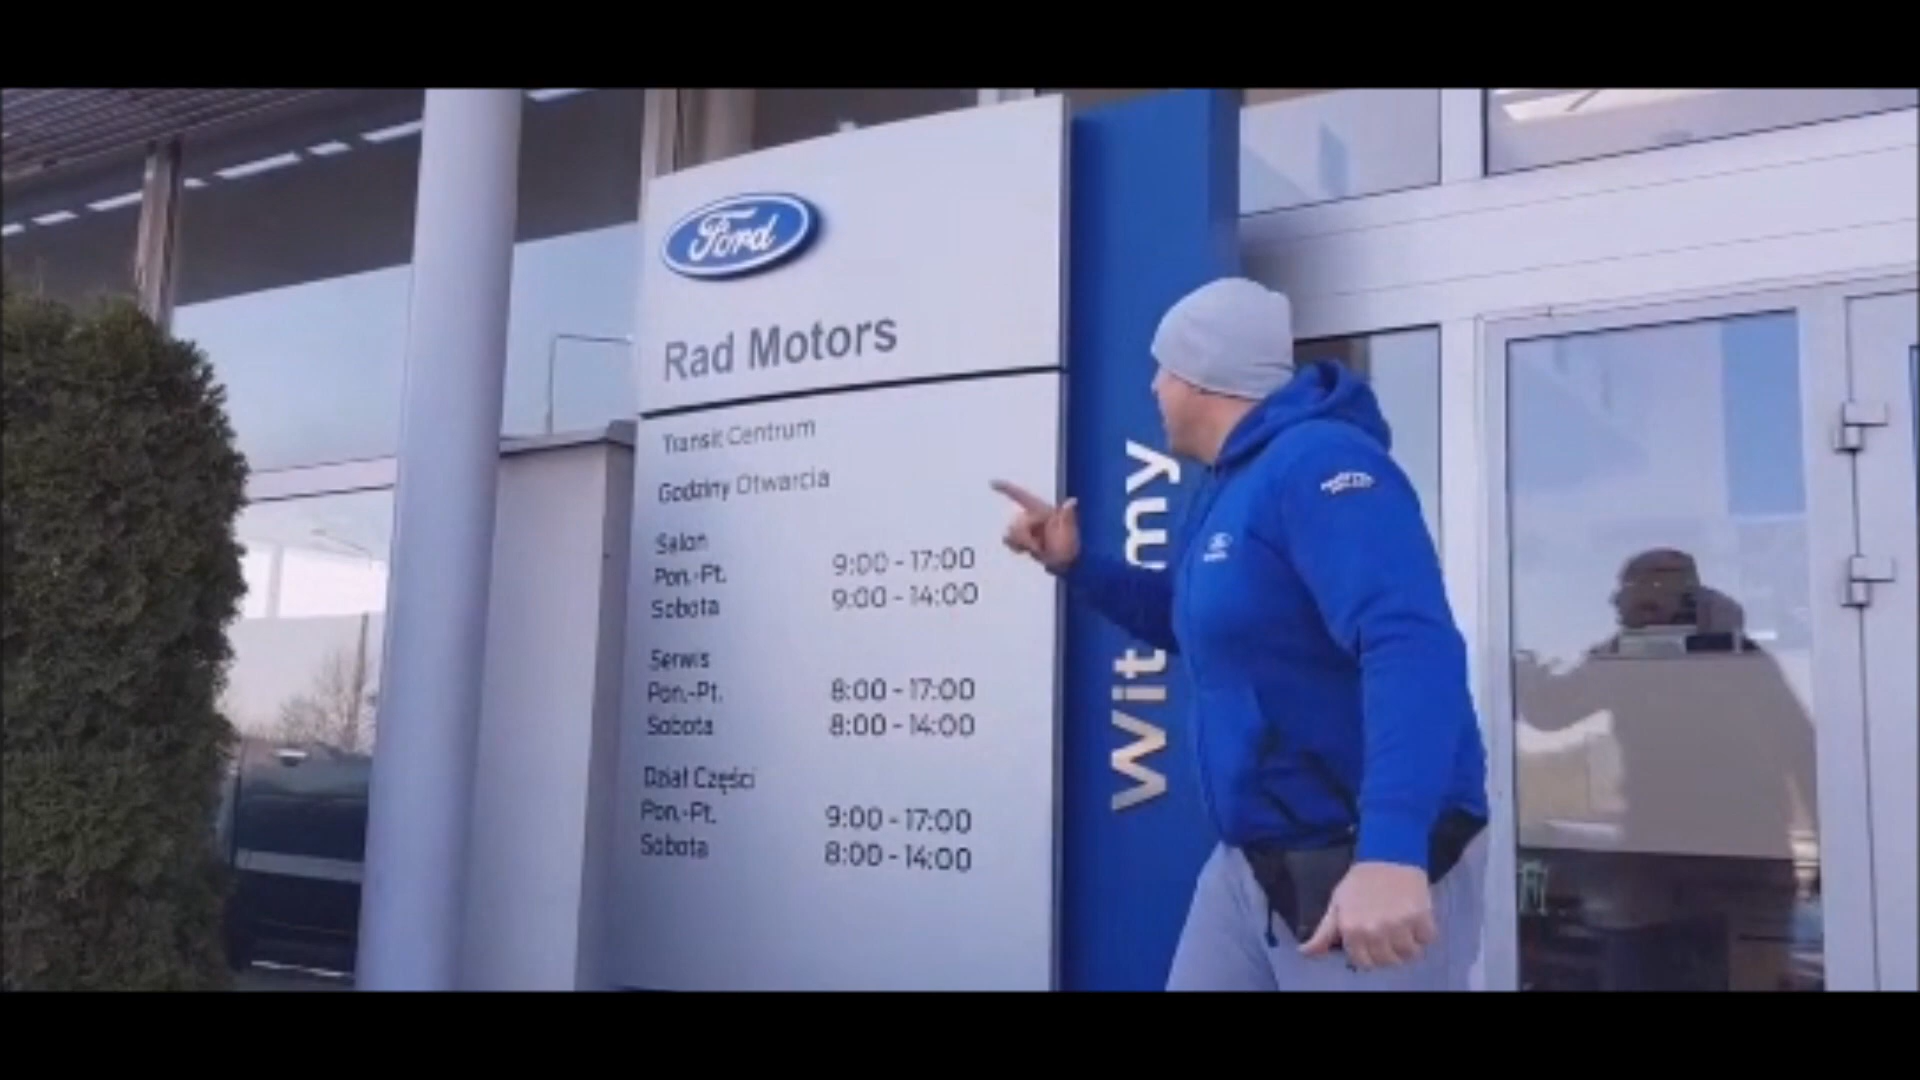 Ford
Rad Motors
Transit Centrum
Godziny Otwarcia
Salon
Pon.-Pt. 9:00 - 17:00
Sobota 9:00 - 14:00
Serwis
Pon.-Pt. 8:00 - 17:00
Sobota 8:00 - 14:00
Dział Części
Pon.-Pt. 9:00 - 17:00
Sobota 8:00 - 14:00